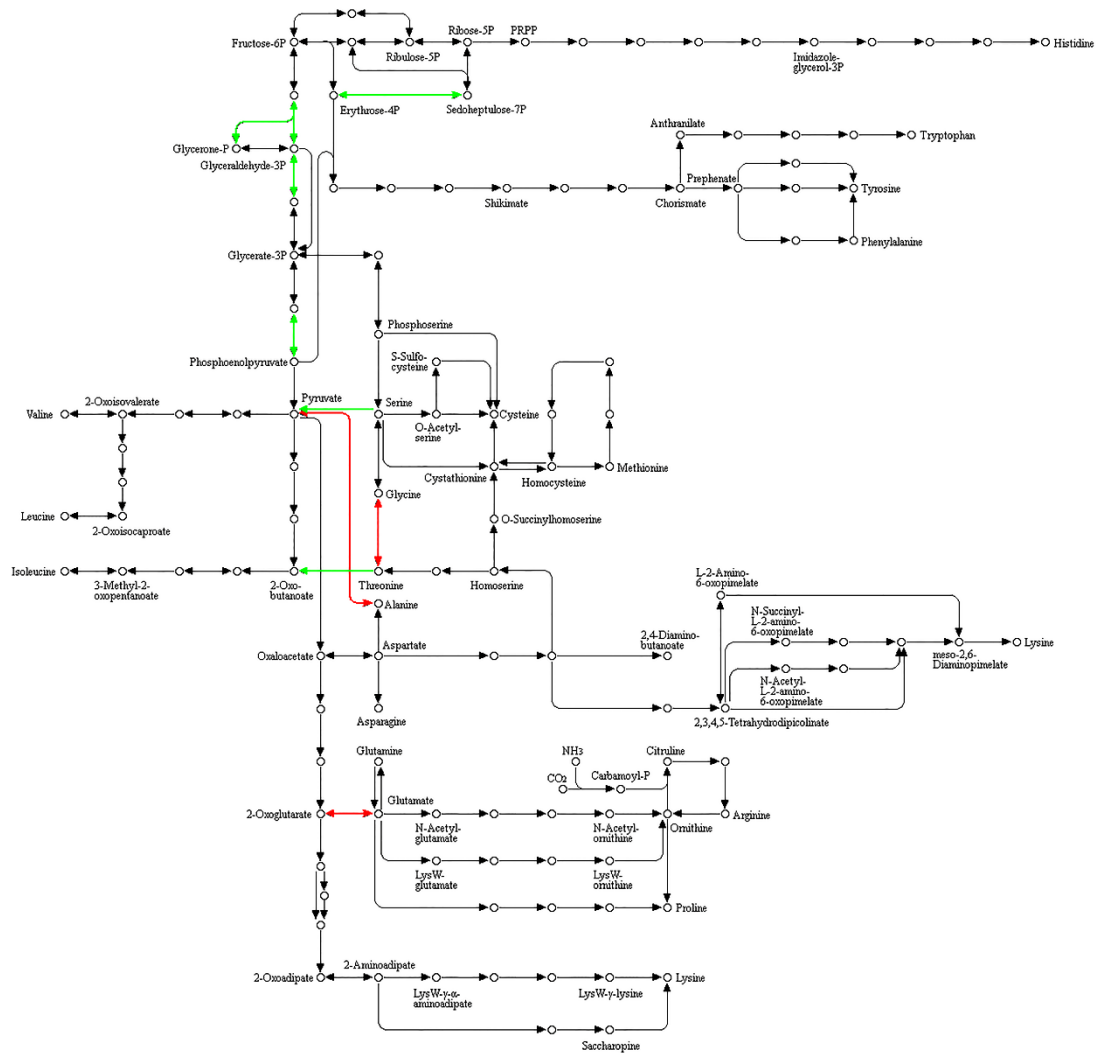 Ribose-5P
PRPP
Fructose-6P
Ribulose-5P
Imidazole-
glycerol-3P
Histidine
Erythrose-4P
Sedoheptulose-7P
Anthranilate
Tryptophan
Glycerone-P
Glyceraldehyde-3P
Prephenate
Tyrosine
Shikimate
Chorismate
Phenylalanine
Glycerate-3P
Phosphoserine
Phosphoenolpyruvate
S-Sulfo-
cysteine
Pyruvate
Serine
Cysteine
2-Oxoisovalerate
Valine
O-Acetyl-
serine
Cystathionine
Homocysteine
Methionine
Glycine
Leucine
2-Oxoisocaproate
O-Succinylhomoserine
Isoleucine
3-Methyl-2-
oxopentanoate
2-Oxo-
butanoate
Threonine
Homoserine
Alanine
L-2-Amino-
6-oxopimelate
N-Succinyl-
L-2-amino-
6-oxopimelate
2,4-Diamino-
butanoate
Oxaloacetate
Aspartate
Lysine
meso-2,6-
Diaminopimelate
N-Acetyl-
L-2-amino-
6-oxopimelate
Asparagine
2,3,4,5-Tetrahydrodipicolinate
Glutamine
NH3
Citruline
CO2
Carbamoyl-P
Glutamate
2-Oxoglutarate
N-Acetyl-
glutamate
N-Acetyl-
ornithine
Ornithine
Arginine
LysW-
glutamate
LysW-
ornithine
Proline
2-Aminoadipate
2-Oxoadipate
LysW-γ-α-
aminoadipate
LysW-γ-lysine
Lysine
Saccharopine